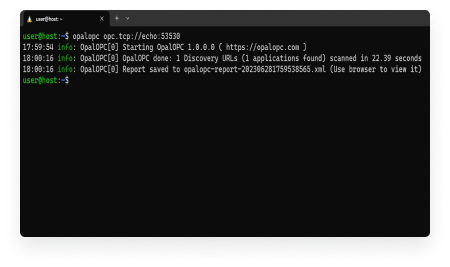 user@host: ~
user@host:~$ opalopc opc.tcp://echo:53530
17:59:54 info: OpalOPC[0] Starting OpalOPC 1.0.0.0 ( https://opalopc.com )
18:00:16 info: OpalOPC[0] OpalOPC done: 1 Discovery URLs (1 applications found) scanned in 22.39 seconds
18:00:16 info: OpalOPC[0] Report saved to opalopc-report-202306281759538565.xml (Use browser to view it)
user@host:~$